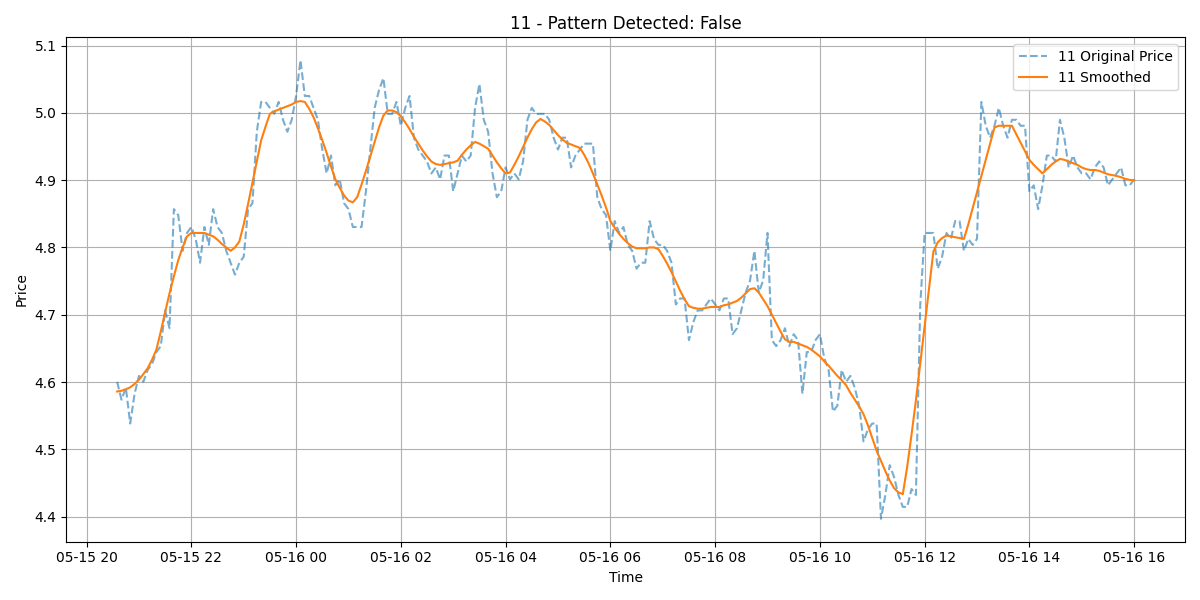 11 - Pattern Detected: False
11 Original Price
11 Smoothed
Price
5.1
5.0
4.9
4.8
4.7
4.6
4.5
4.4
05-15 20 05-15 22 05-16 00 05-16 02 05-16 04 05-16 06 05-16 08 05-16 10 05-16 12 05-16 14 05-16 16
Time